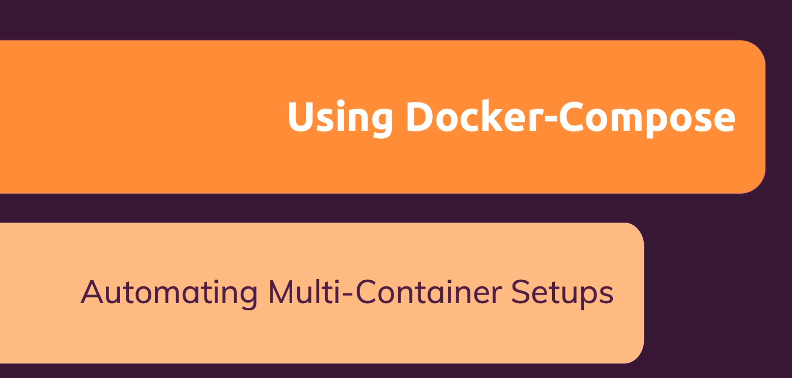 Using Docker-Compose
Automating Multi-Container Setups